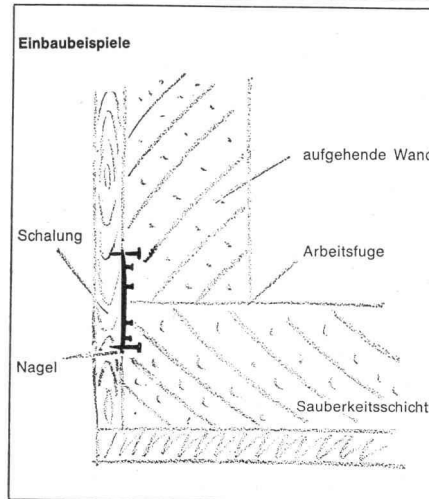 Einbaubeispiele
aufgehende Wand
Schalung
Arbeitsfuge
Nagel
Sauberkeitsschicht